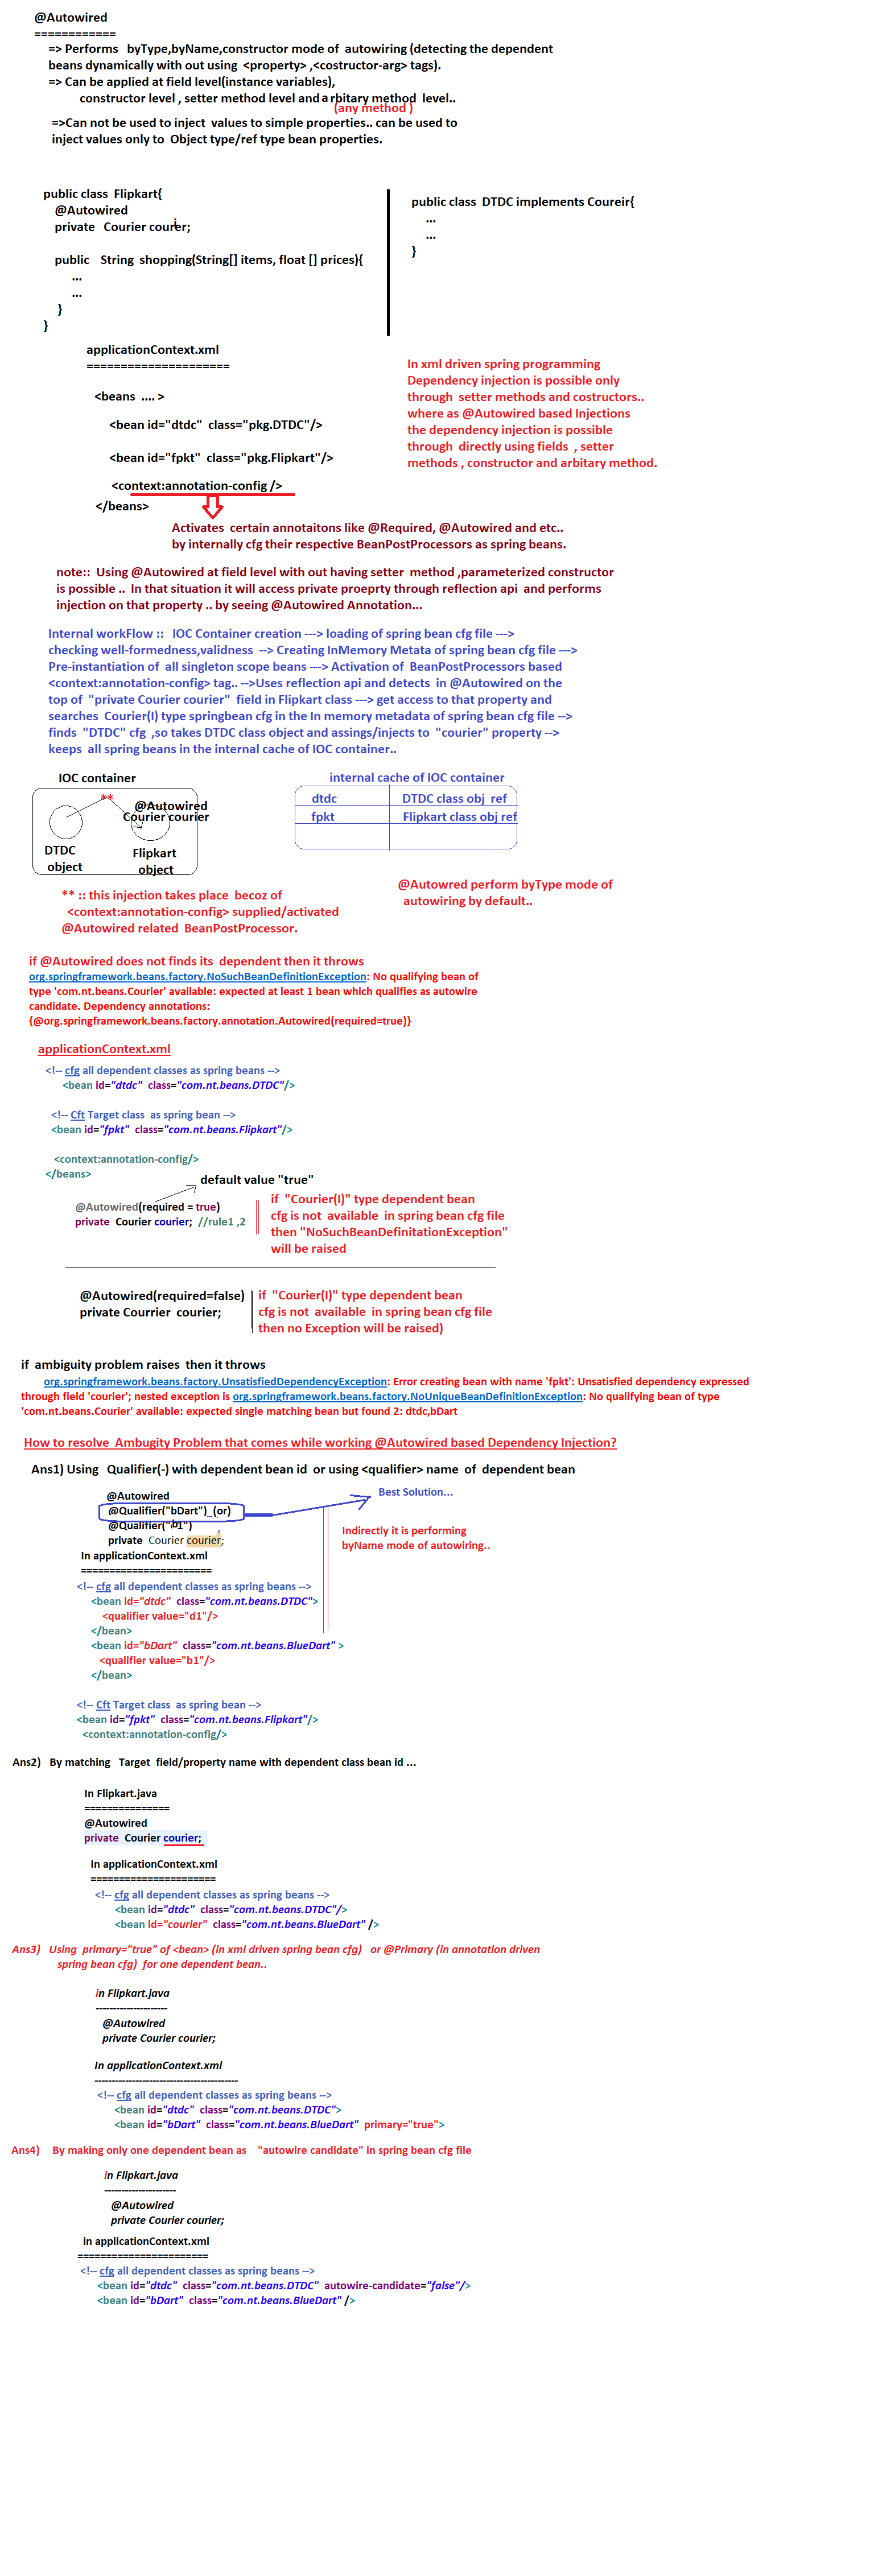 @Autowired
============
=> Performs byType,byName,constructor mode of autowiring (detecting the dependent
beans dynamically with out using <property> ,<costructor-arg> tags).
=> Can be applied at field level(instance variables),
constructor level , setter method level and a rbitary method level..
(any method )
=>Can not be used to inject values to simple properties.. can be used to
inject values only to Object type/ref type bean properties.
public class Flipkart{
@Autowired
private Courier courier;
public String shopping(String[] items, float [] prices){
...
...
}
}
public class DTDC implements Coureir{
...
...
}
applicationContext.xml
=====================
<beans .... >
<bean id="dtdc" class="pkg.DTDC"/>
<bean id="fpkt" class="pkg.Flipkart"/>
<context:annotation-config />
</beans>
In xml driven spring programming
Dependency injection is possible only
through setter methods and costructors..
where as @Autowired based Injections
the dependency injection is possible
through directly using fields , setter
methods , constructor and arbitary method.
Activates certain annotaitons like @Required, @Autowired and etc..
by internally cfg their respective BeanPostProcessors as spring beans.
note:: Using @Autowired at field level with out having setter method ,parameterized constructor
is possible .. In that situation it will access private proeprty through reflection api and performs
injection on that property .. by seeing @Autowired Annotation...
Internal workFlow :: IOC Container creation ---> loading of spring bean cfg file --->
checking well-formedness,validness --> Creating InMemory Metata of spring bean cfg file --->
Pre-instantiation of all singleton scope beans ---> Activation of BeanPostProcessors based
<context:annotation-config> tag.. -->Uses reflection api and detects in @Autowired on the
top of "private Courier courier" field in Flipkart class ---> get access to that property and
searches Courier(I) type springbean cfg in the In memory metadata of spring bean cfg file -->
finds "DTDC" cfg ,so takes DTDC class object and assings/injects to "courier" property -->
keeps all spring beans in the internal cache of IOC container..
IOC container
**
@Autowired
Courier courier
DTDC
object
Flipkart
object
internal cache of IOC container
dtdc DTDC class obj ref
fpkt Flipkart class obj ref
** :: this injection takes place becoz of
<context:annotation-config> supplied/activated
@Autowired related BeanPostProcessor.
@Autowred perform byType mode of
autowiring by default..
if @Autowired does not finds its dependent then it throws
org.springframework.beans.factory.NoSuchBeanDefinitionException: No qualifying bean of
type 'com.nt.beans.Courier' available: expected at least 1 bean which qualifies as autowire
candidate. Dependency annotations:
{@org.springframework.beans.factory.annotation.Autowired(required=true)}
applicationContext.xml
<!-- cfg all dependent classes as spring beans -->
<bean id="dtdc" class="com.nt.beans.DTDC"/>
<!-- Cft Target class as spring bean -->
<bean id="fpkt" class="com.nt.beans.Flipkart"/>
<context:annotation-config/>
</beans>
default value "true"
@Autowired(required = true)
private Courier courier; //rule1 ,2
if "Courier(I)" type dependent bean
cfg is not available in spring bean cfg file
then "NoSuchBeanDefinitationException"
will be raised
@Autowired(required=false)
private Courrier courier;
if "Courier(I)" type dependent bean
cfg is not available in spring bean cfg file
then no Exception will be raised)
if ambiguity problem raises then it throws
org.springframework.beans.factory.UnsatisfiedDependencyException: Error creating bean with name 'fpkt': Unsatisfied dependency expressed
through field 'courier'; nested exception is org.springframework.beans.factory.NoUniqueBeanDefinitionException: No qualifying bean of type
'com.nt.beans.Courier' available: expected single matching bean but found 2: dtdc,bDart
How to resolve Ambugity Problem that comes while working @Autowired based Dependency Injection?
Ans1) Using Qualifier(-) with dependent bean id or using <qualifier> name of dependent bean
@Autowired
@Qualifier("bDart") (or)
@Qualifier("b1")
private Courier courier;
Best Solution...
Indirectly it is performing
byName mode of autowiring..
In applicationContext.xml
=======================
<!-- cfg all dependent classes as spring beans -->
<bean id="dtdc" class="com.nt.beans.DTDC">
<qualifier value="d1"/>
</bean>
<bean id="bDart" class="com.nt.beans.BlueDart" >
<qualifier value="b1"/>
</bean>
<!-- Cft Target class as spring bean -->
<bean id="fpkt" class="com.nt.beans.Flipkart"/>
<context:annotation-config/>
Ans2) By matching Target field/property name with dependent class bean id ...
In Flipkart.java
===============
@Autowired
private Courier courier;
In applicationContext.xml
======================
<!-- cfg all dependent classes as spring beans -->
<bean id="dtdc" class="com.nt.beans.DTDC"/>
<bean id="courier" class="com.nt.beans.BlueDart" />
Ans3) Using primary="true" of <bean> (in xml driven spring bean cfg) or @Primary (in annotation driven
spring bean cfg) for one dependent bean..
in Flipkart.java
---------------------
@Autowired
private Courier courier;
In applicationContext.xml
------------------------------------------
<!-- cfg all dependent classes as spring beans -->
<bean id="dtdc" class="com.nt.beans.DTDC">
<bean id="bDart" class="com.nt.beans.BlueDart" primary="true">
Ans4) By making only one dependent bean as "autowire candidate" in spring bean cfg file
in Flipkart.java
---------------------
@Autowired
private Courier courier;
in applicationContext.xml
=======================
<!-- cfg all dependent classes as spring beans -->
<bean id="dtdc" class="com.nt.beans.DTDC" autowire-candidate="false"/>
<bean id="bDart" class="com.nt.beans.BlueDart" />